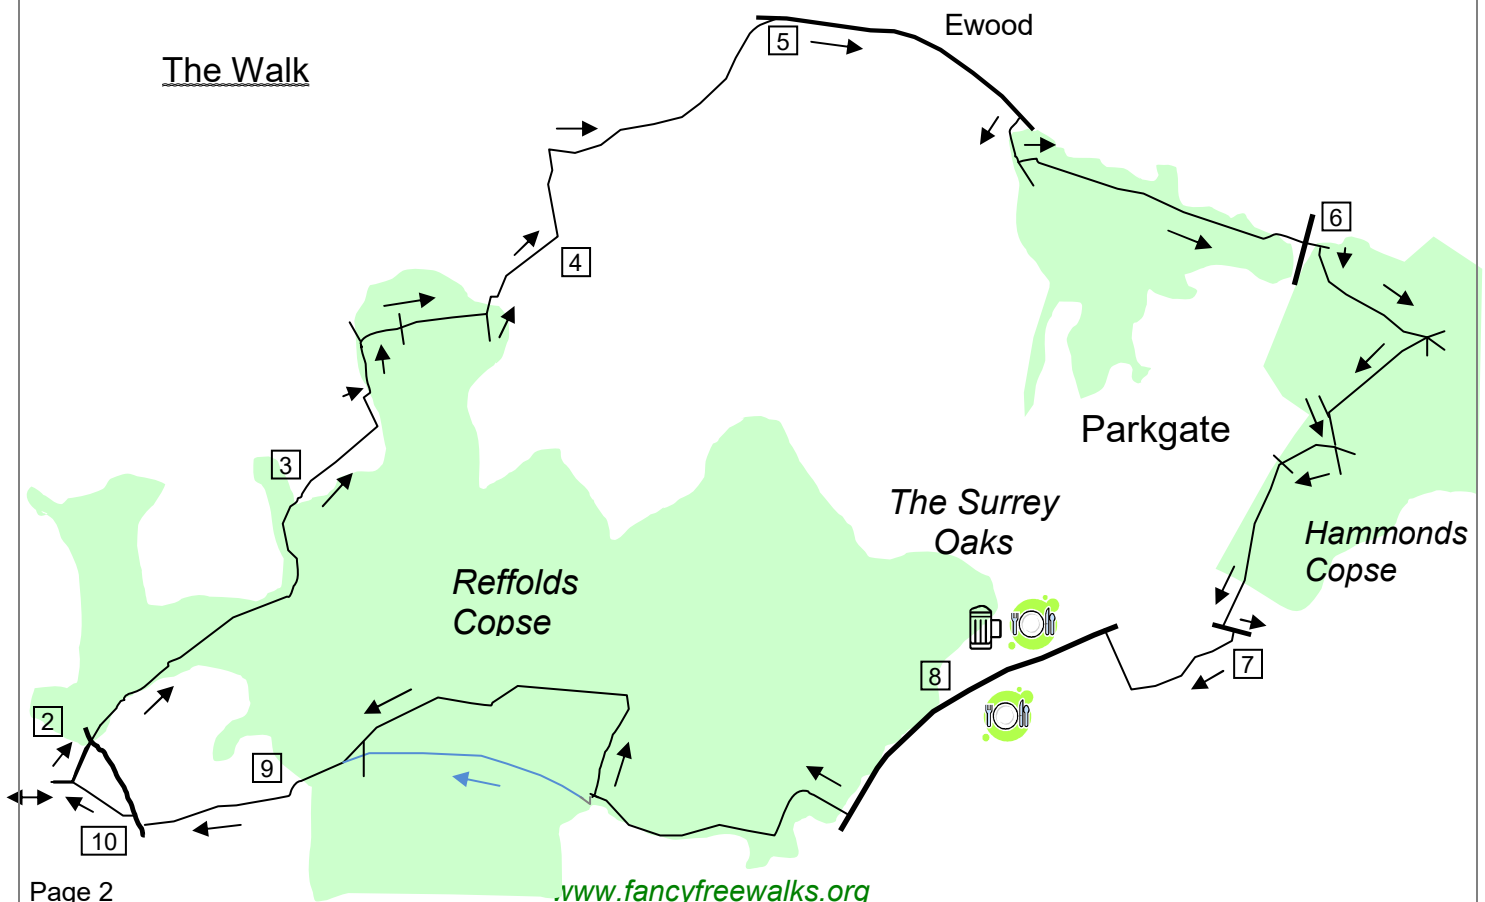 Ewood
5
The Walk
6
4
Parkgate
3
The Surrey
Oaks
Hammonds
Copse
Reffolds
Copse
7
8
2
9
10
Page 2
www.fancyfreewalks.org